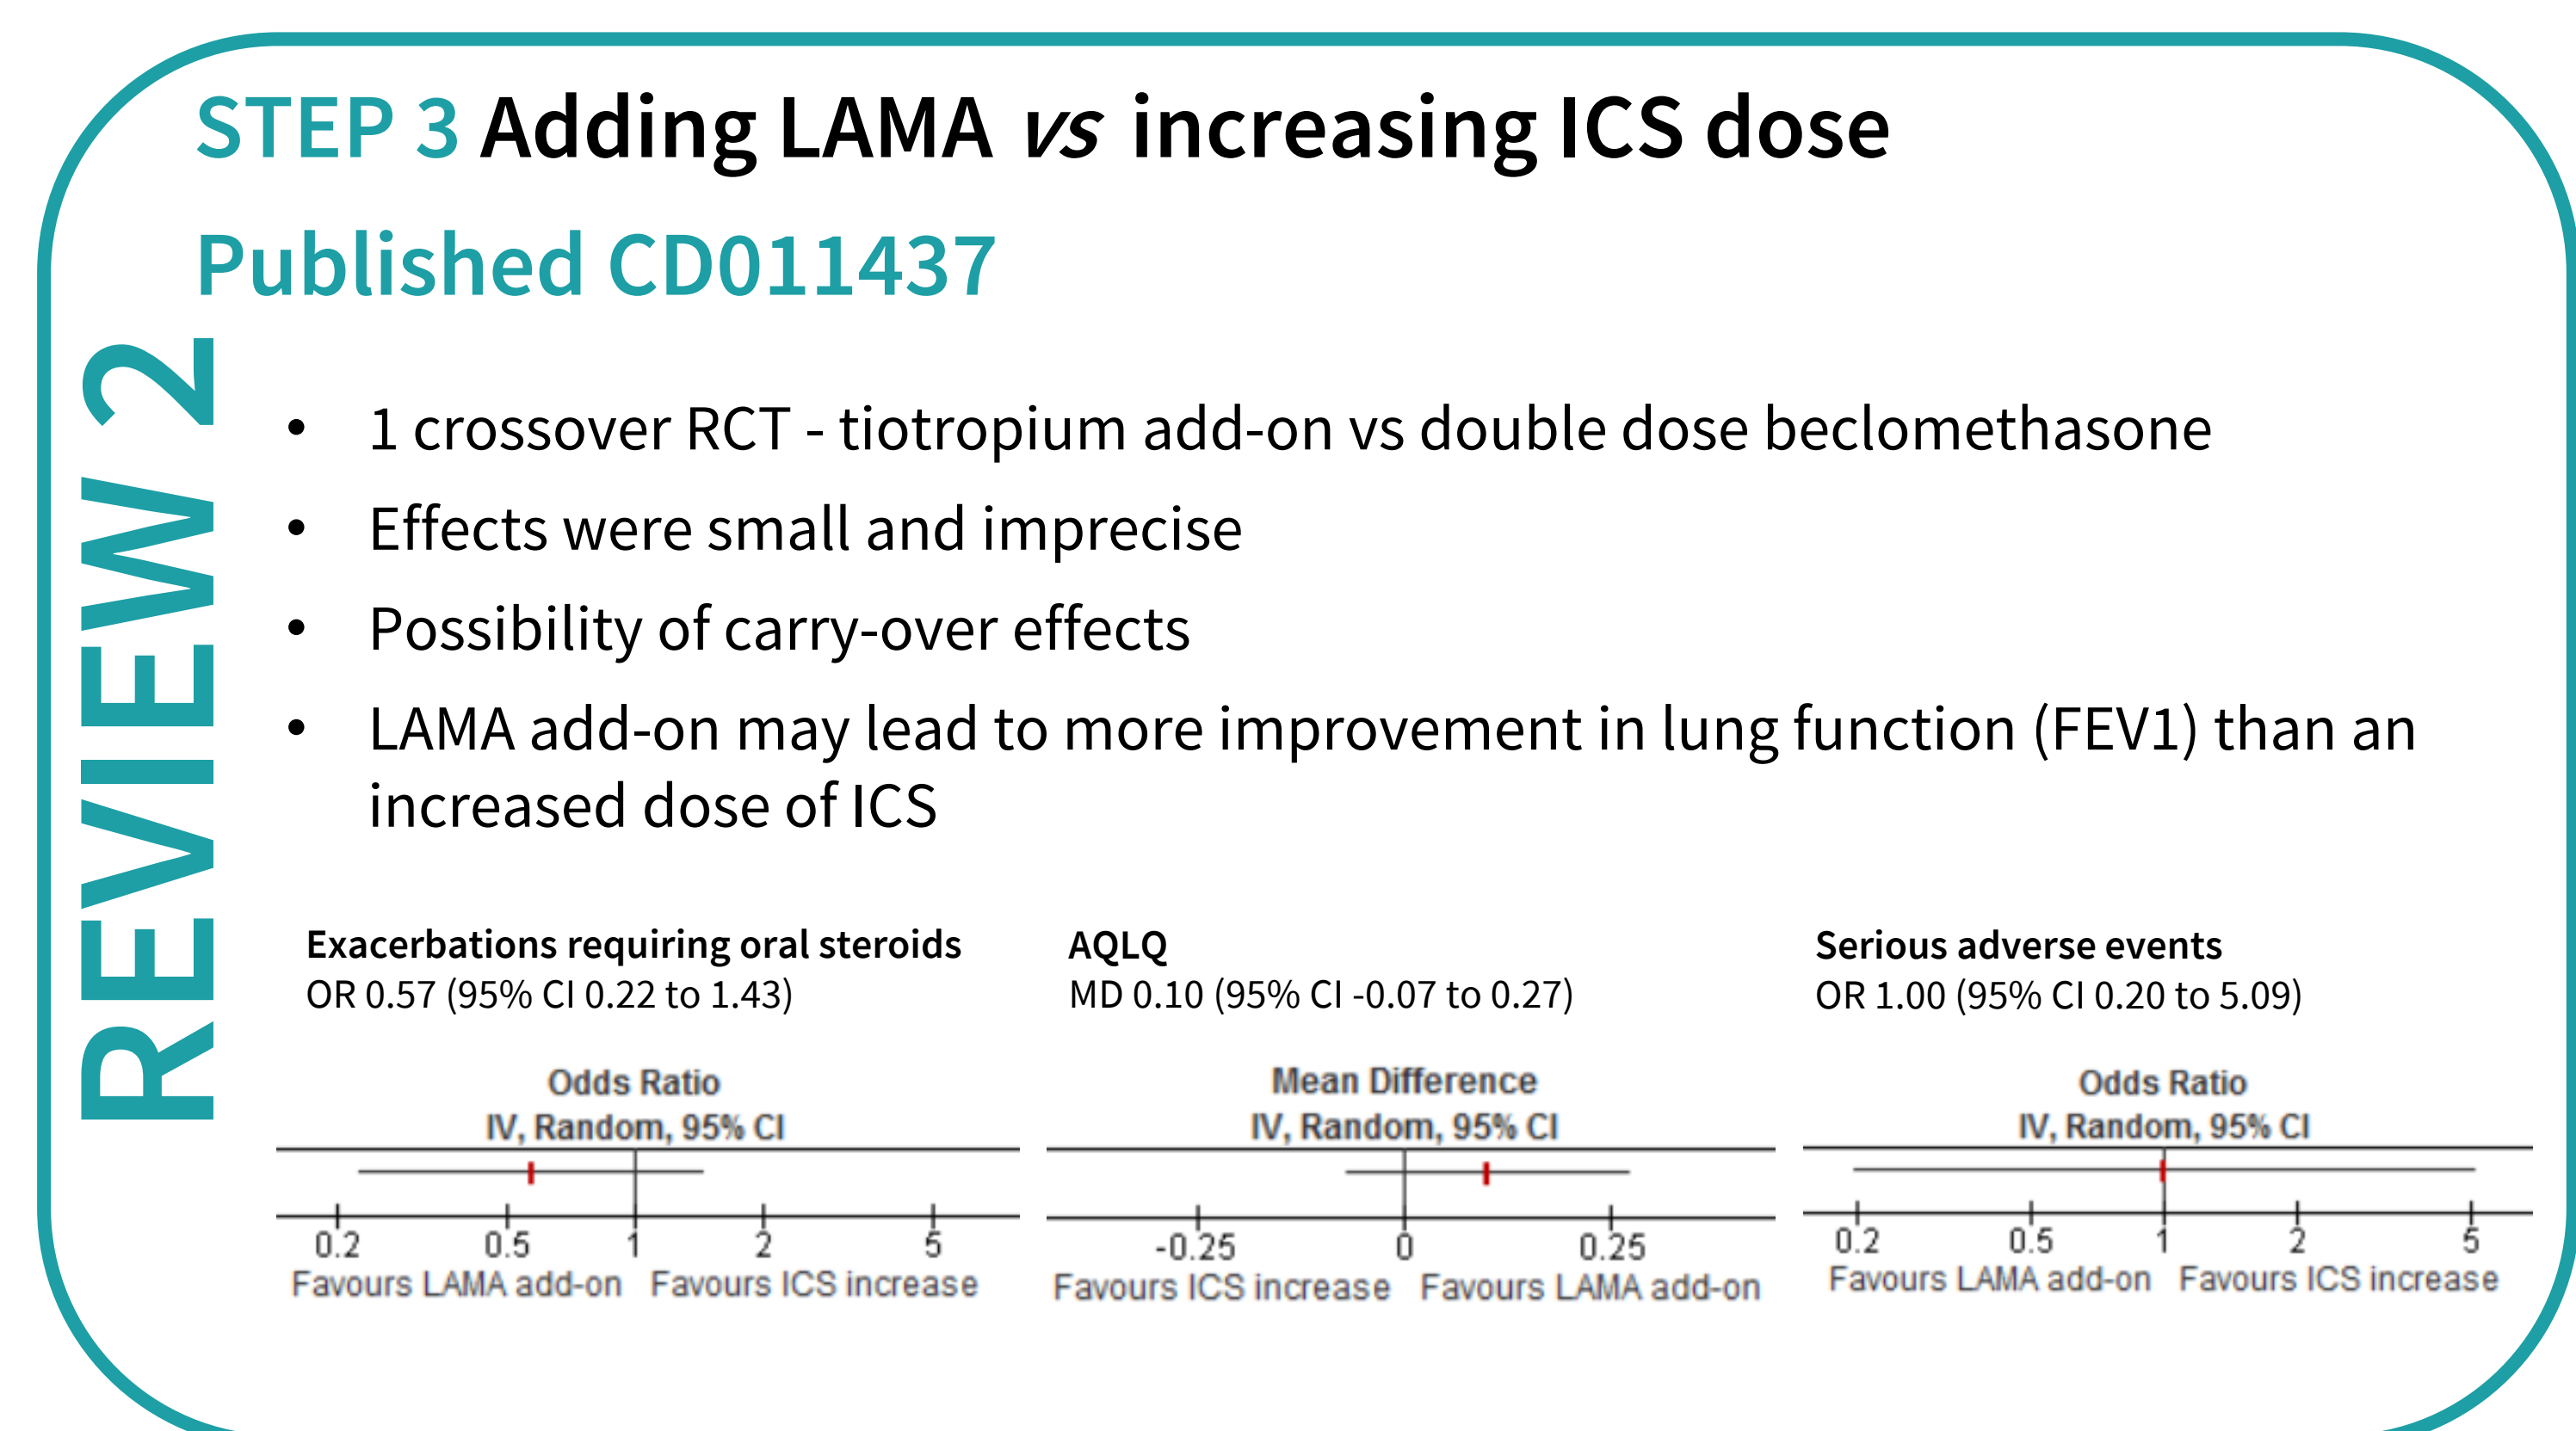 STEP 3 Adding LAMA vs increasing ICS dose
Published CD011437
REVIEW 2
• 1 crossover RCT - tiotropium add-on vs double dose beclomethasone
• Effects were small and imprecise
• Possibility of carry-over effects
• LAMA add-on may lead to more improvement in lung function (FEV1) than an
increased dose of ICS
Exacerbations requiring oral steroids
OR 0.57 (95% CI 0.22 to 1.43)
Odds Ratio
IV, Random, 95% CI
0.2 0.5 1 2 5
Favours LAMA add-on Favours ICS increase
AQLQ
MD 0.10 (95% CI -0.07 to 0.27)
Mean Difference
IV, Random, 95% CI
-0.25 0 0.25
Favours ICS increase Favours LAMA add-on
Serious adverse events
OR 1.00 (95% CI 0.20 to 5.09)
Odds Ratio
IV, Random, 95% CI
0.2 0.5 1 2 5
Favours LAMA add-on Favours ICS increase